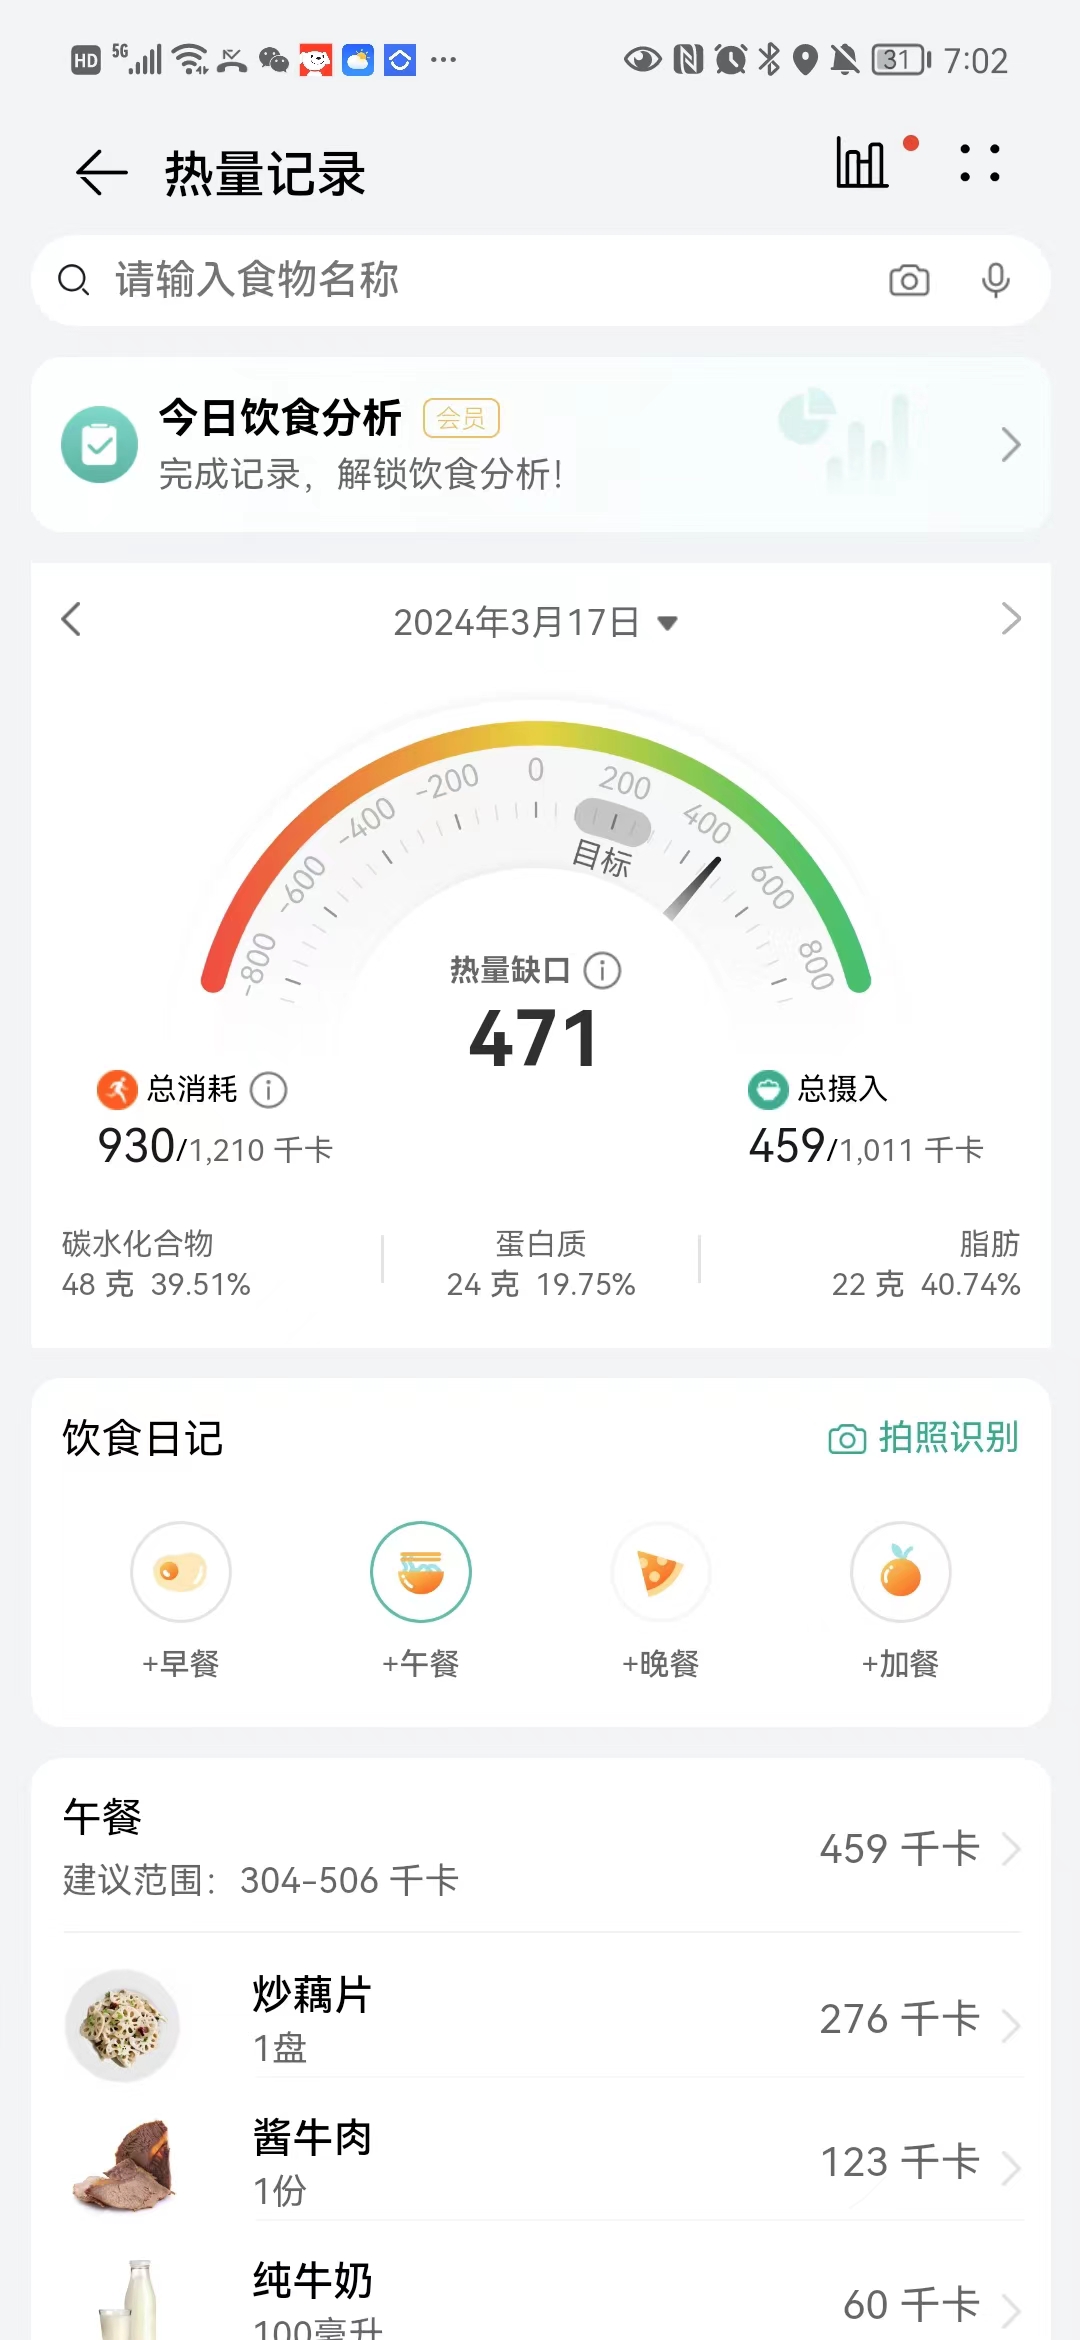 HD 5G 31 7:02
热量记录
请输入食物名称
今日饮食分析 会员
完成记录，解锁饮食分析！
2024年3月17日
-800 -600 -400 -200 0 200 400 600 800
目标
热量缺口
471
总消耗
930/1,210 千卡
总摄入
459/1,011 千卡
碳水化合物
48 克 39.51%
蛋白质
24 克 19.75%
脂肪
22 克 40.74%
饮食日记
拍照识别
+早餐
+午餐
+晚餐
+加餐
午餐
建议范围：304-506 千卡
459 千卡
炒藕片
1盘
276 千卡
酱牛肉
1份
123 千卡
纯牛奶
100毫升
60 千卡